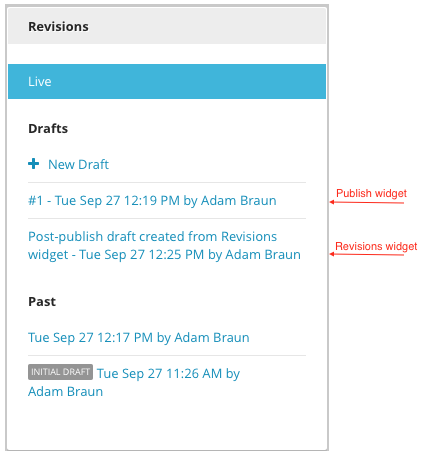 Revisions
Live
Drafts
New Draft
#1 - Tue Sep 27 12:19 PM by Adam Braun
Publish widget
Post-publish draft created from Revisions
widget - Tue Sep 27 12:25 PM by Adam Braun
Revisions widget
Past
Tue Sep 27 12:17 PM by Adam Braun
INITIAL DRAFT Tue Sep 27 11:26 AM by
Adam Braun